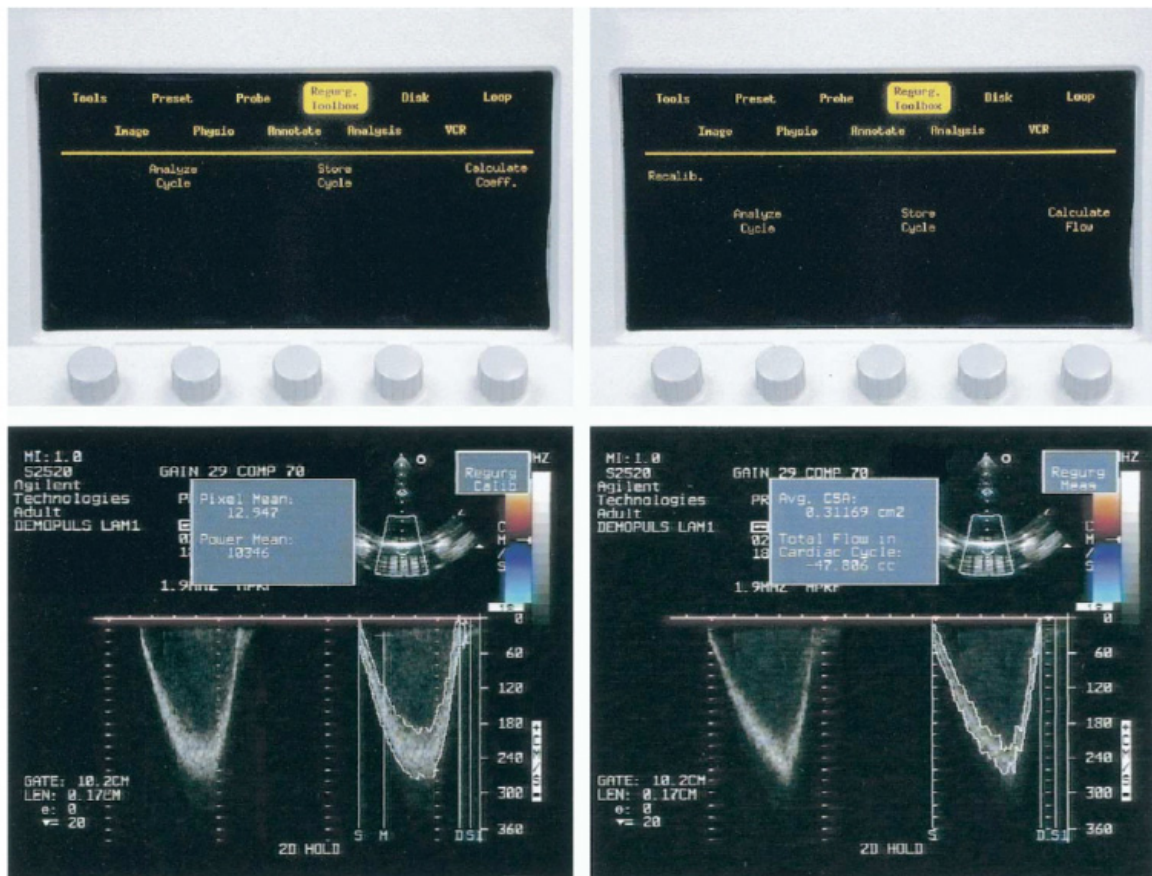 Tools Preset Probe Regurg. Toolbox Disk Loop
Image Physio Annotate Analysis VCR
Analyze Cycle Store Cycle Calculate Coeff.
Tools Preset Probe Regurg. Toolbox Disk Loop
Image Physio Annotate Analysis VCR
Recalib.
Analyze Cycle Store Cycle Calculate Flow
MI: 1.0
S2520
Agilent
Technologies
Adult
DEMOPULS LAM1
GAIN 29 COMP 70
Pixel Mean:
12.947
Power Mean:
10346
Regurg
Calib
HZ
1.9MHZ
0
60
120
180
240
300
360
GATE: 10.2CM
LEN: 0.17CM
θ: 0
▼= 20
S M D S1
2D HOLD
MI: 1.0
S2520
Agilent
Technologies
Adult
DEMOPULS LAM1
GAIN 29 COMP 70
Avg. CSA:
0.31169 cm2
Total Flow in
Cardiac Cycle:
-47.806 cc
Regurg
Meas
HZ
1.9MHZ
0
60
120
180
240
300
360
GATE: 10.2CM
LEN: 0.17CM
θ: 0
▼= 20
S D S1
2D HOLD